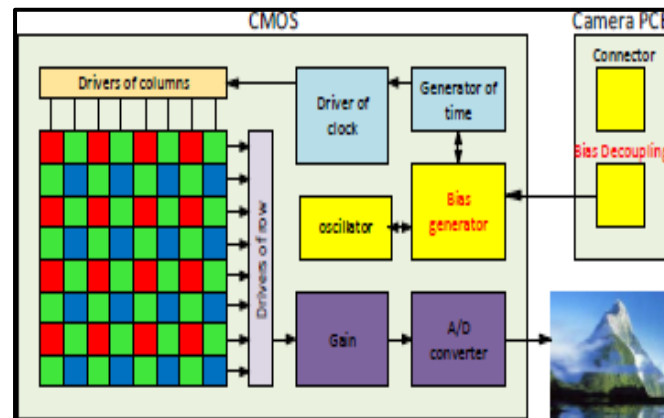 CMOS
Camera PCB
Connector
Drivers of columns
Driver of
clock
Generator of
time
Bias Decoupling
Drivers of row
oscillator
Bias
generator
Gain
A/D
converter